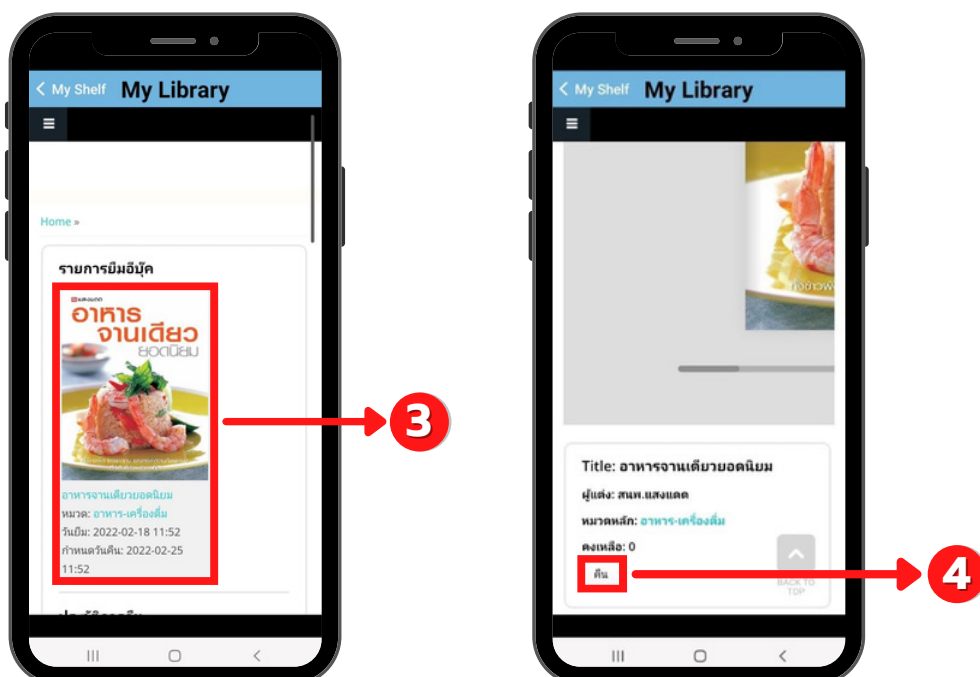 My Shelf My Library
Home »
รายการยืมอีบุ๊ค
แสงแดด
อาหาร
จานเดียว
ยอดนิยม
อาหารจานเดียวยอดนิยม
หมวด: อาหาร-เครื่องดื่ม
วันยืม: 2022-02-18 11:52
กำหนดวันคืน: 2022-02-25
11:52
3
My Shelf My Library
Title: อาหารจานเดียวยอดนิยม
ผู้แต่ง: สนพ.แสงแดด
หมวดหลัก: อาหาร-เครื่องดื่ม
คงเหลือ: 0
คืน
BACK TO
TOP
4